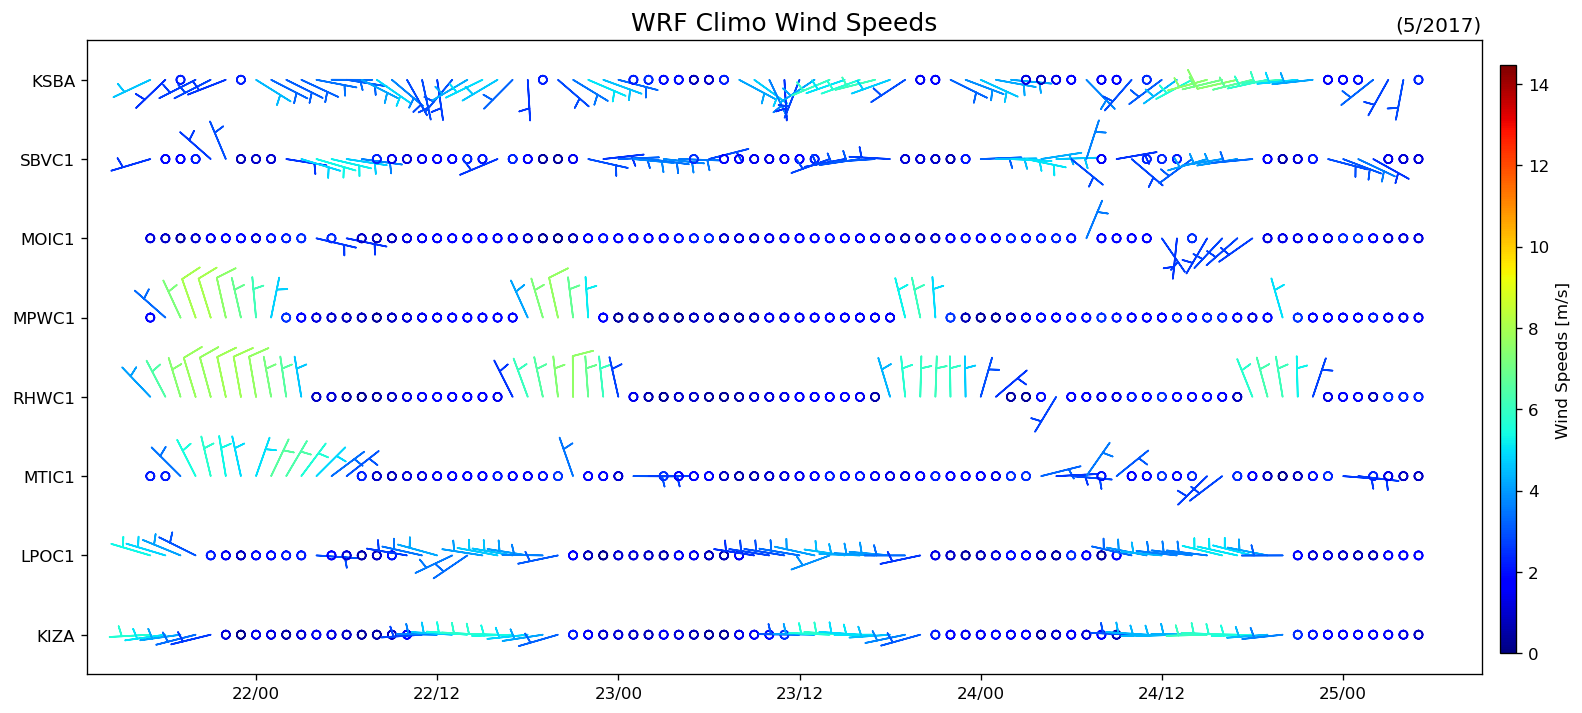 WRF Climo Wind Speeds
(5/2017)
KSBA
SBVC1
MOIC1
MPWC1
RHWC1
MTIC1
LPOC1
KIZA
22/00
22/12
23/00
23/12
24/00
24/12
25/00
14
12
10
8
6
4
2
0
Wind Speeds [m/s]